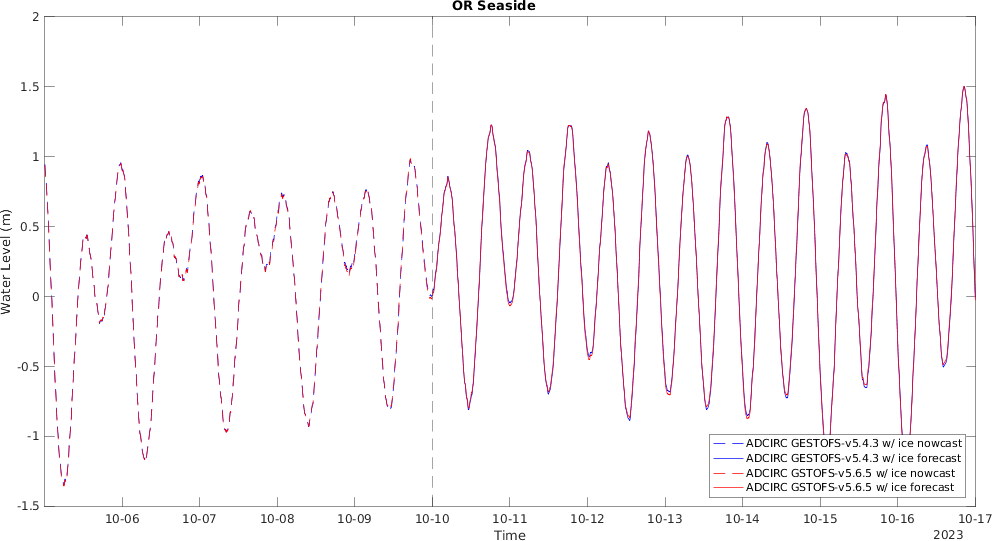 OR Seaside
2
1.5
1
0.5
0
-0.5
-1
-1.5
Water Level (m)
ADCIRC GESTOFS-v5.4.3 w/ ice nowcast
ADCIRC GESTOFS-v5.4.3 w/ ice forecast
ADCIRC GSTOFS-v5.6.5 w/ ice nowcast
ADCIRC GSTOFS-v5.6.5 w/ ice forecast
10-06 10-07 10-08 10-09 10-10 10-11 10-12 10-13 10-14 10-15 10-16 10-17
Time
2023